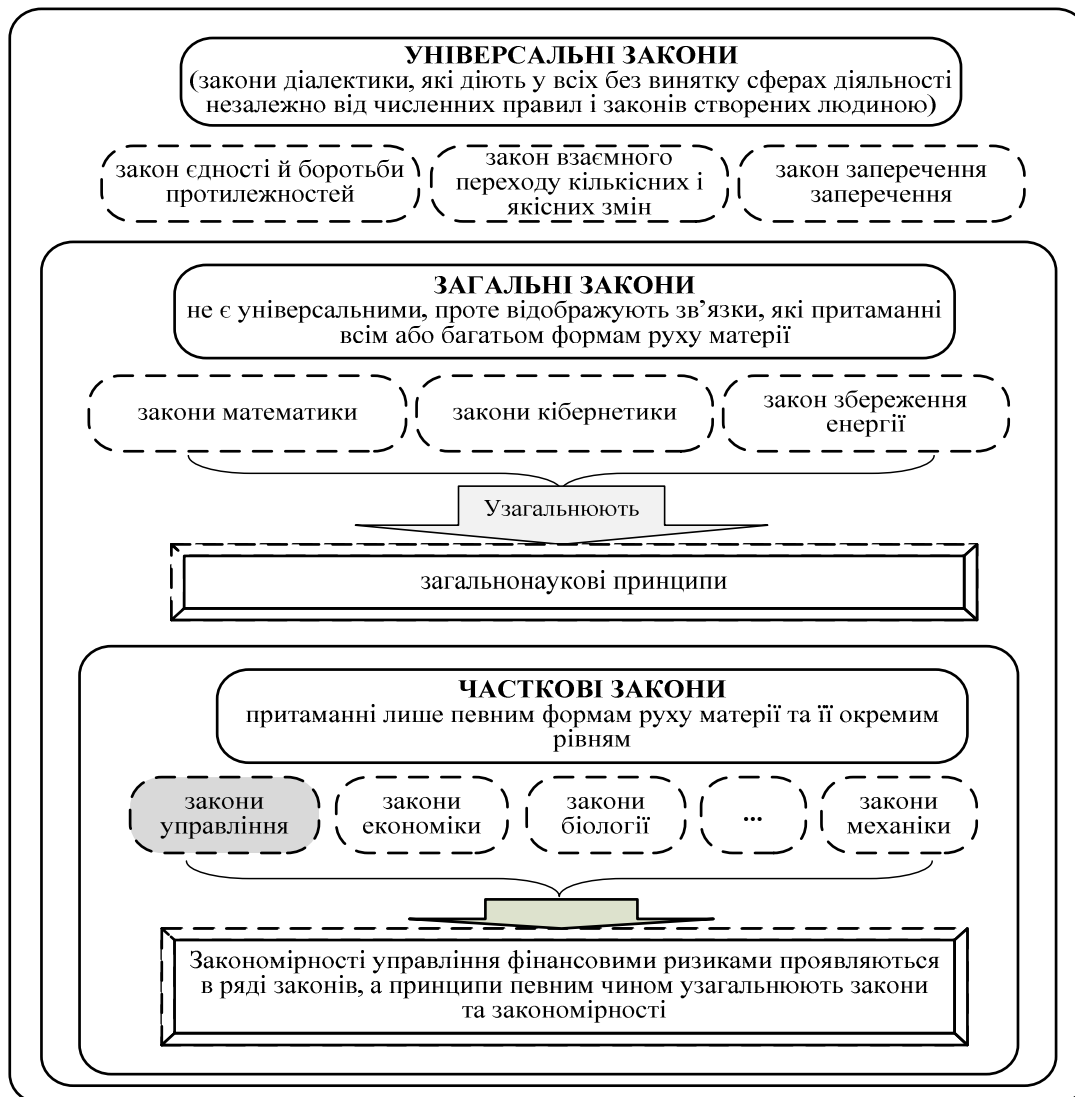 УНІВЕРСАЛЬНІ ЗАКОНИ
(закони діалектики, які діють у всіх без винятку сферах діяльності
незалежно від численних правил і законів створених людиною)
закон єдності й боротьби
протилежностей
закон взаємного
переходу кількісних і
якісних змін
закон заперечення
заперечення
ЗАГАЛЬНІ ЗАКОНИ
не є універсальними, проте відображують зв’язки, які притаманні
всім або багатьом формам руху матерії
закони математики
закони кібернетики
закон збереження
енергії
Узагальнюють
загальнонаукові принципи
ЧАСТКОВІ ЗАКОНИ
притаманні лише певним формам руху матерії та її окремим
рівням
закони
управління
закони
економіки
закони
біології
...
закони
механіки
Закономірності управління фінансовими ризиками проявляються
в ряді законів, а принципи певним чином узагальнюють закони
та закономірності